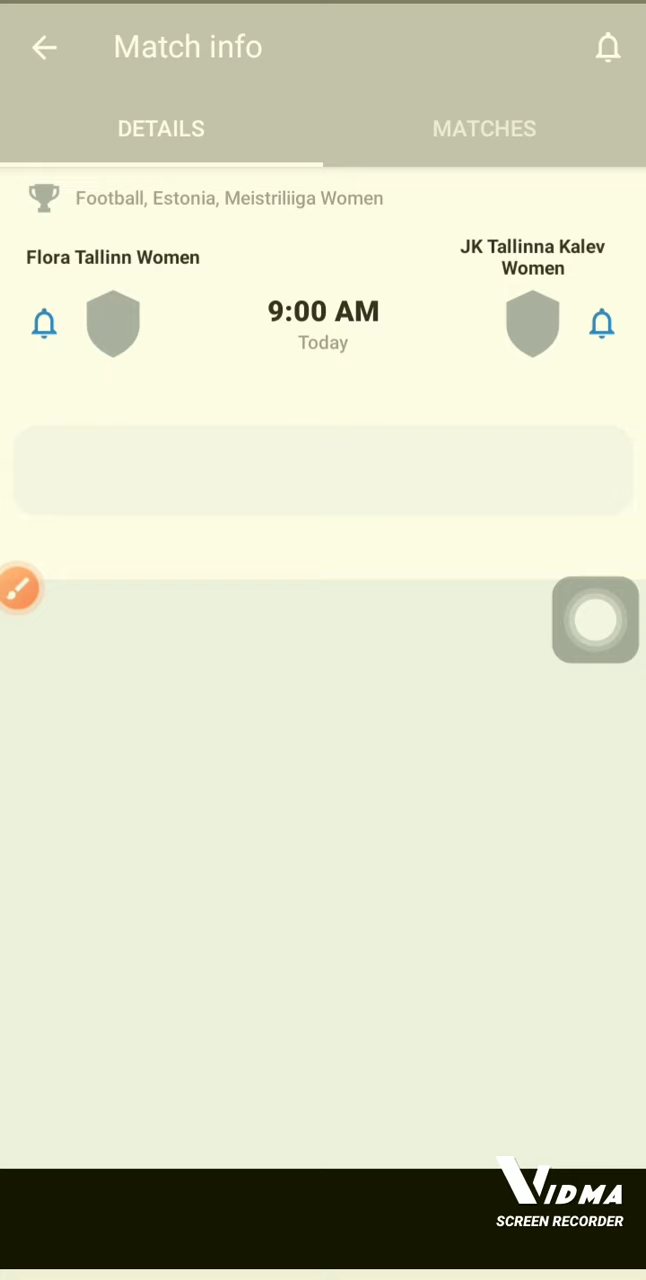 Match info
DETAILS
MATCHES
Football, Estonia, Meistriliiga Women
Flora Tallinn Women
JK Tallinna Kalev
Women
9:00 AM
Today
VIDMA
SCREEN RECORDER